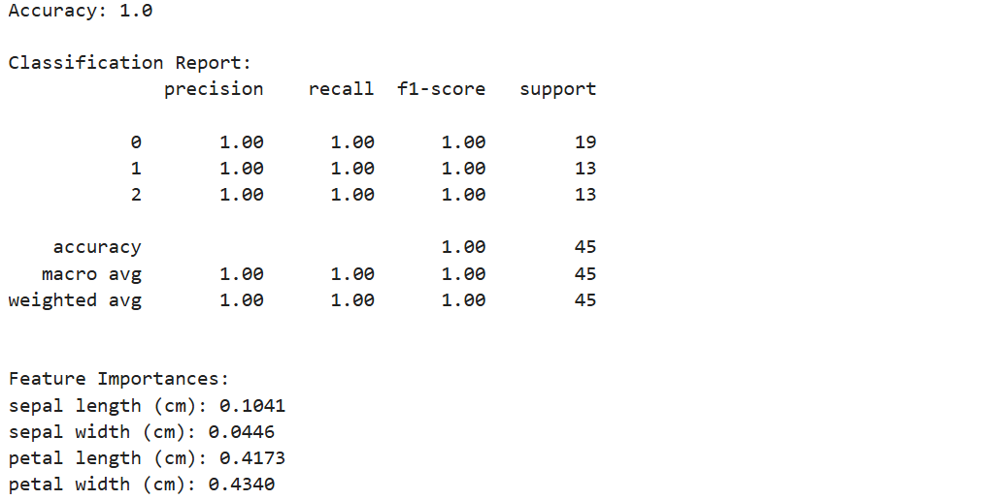 Accuracy: 1.0
Classification Report:
precision recall f1-score support
0 1.00 1.00 1.00 19
1 1.00 1.00 1.00 13
2 1.00 1.00 1.00 13
accuracy 1.00 45
macro avg 1.00 1.00 1.00 45
weighted avg 1.00 1.00 1.00 45
Feature Importances:
sepal length (cm): 0.1041
sepal width (cm): 0.0446
petal length (cm): 0.4173
petal width (cm): 0.4340